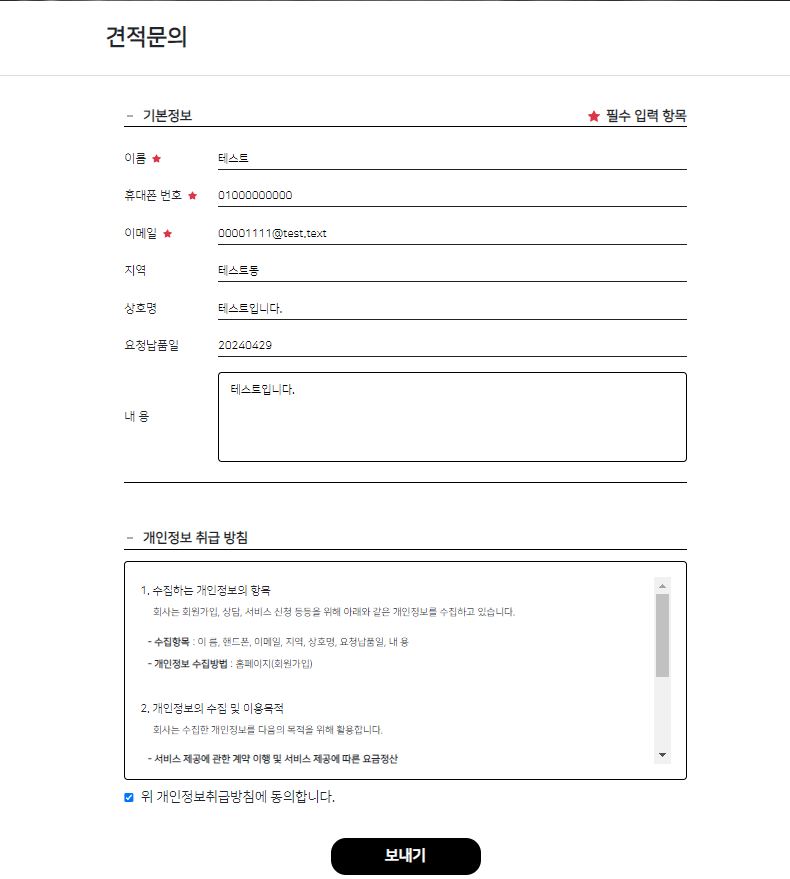 견적문의
－ 기본정보 ★ 필수 입력 항목
이름 ★ 테스트
휴대폰 번호 ★ 01000000000
이메일 ★ 00001111@test.text
지역 테스트동
상호명 테스트입니다.
요청납품일 20240429
내 용 테스트입니다.
－ 개인정보 취급 방침
1. 수집하는 개인정보의 항목
회사는 회원가입, 상담, 서비스 신청 등등을 위해 아래와 같은 개인정보를 수집하고 있습니다.
- 수집항목 : 이 름, 핸드폰, 이메일, 지역, 상호명, 요청납품일, 내 용
- 개인정보 수집방법 : 홈페이지(회원가입)
2. 개인정보의 수집 및 이용목적
회사는 수집한 개인정보를 다음의 목적을 위해 활용합니다.
- 서비스 제공에 관한 계약 이행 및 서비스 제공에 따른 요금정산
위 개인정보취급방침에 동의합니다.
보내기